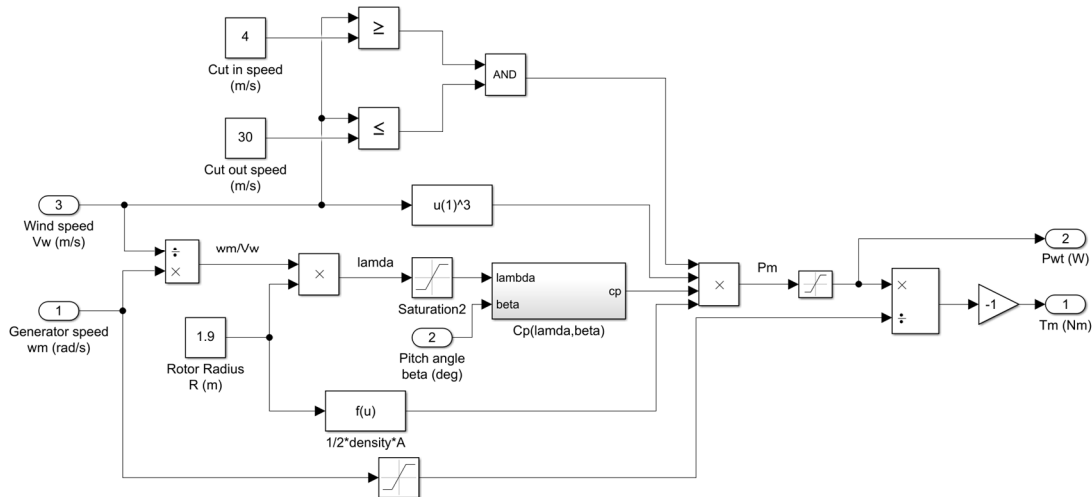 4
≥
Cut in speed
(m/s)
AND
30
≤
Cut out speed
(m/s)
3
Wind speed
Vw (m/s)
u(1)^3
÷
×
wm/Vw
×
lamda
Saturation2
lambda
beta
cp
Cp(lamda,beta)
×
Pm
2
Pwt (W)
×
÷
-1
1
Tm (Nm)
1
Generator speed
wm (rad/s)
2
Pitch angle
beta (deg)
1.9
Rotor Radius
R (m)
f(u)
1/2*density*A